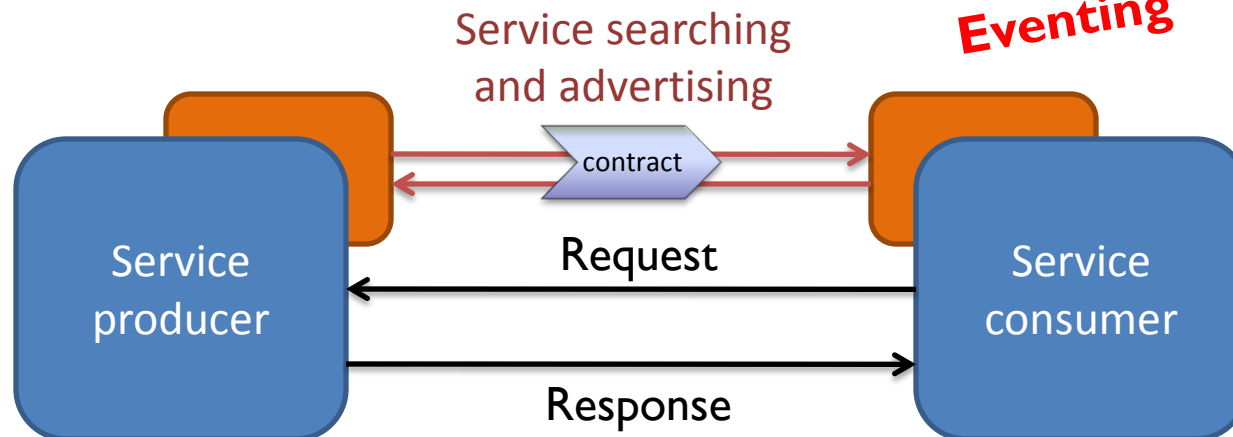 Eventing
Service searching
and advertising
contract
Request
Service
producer
Service
consumer
Response